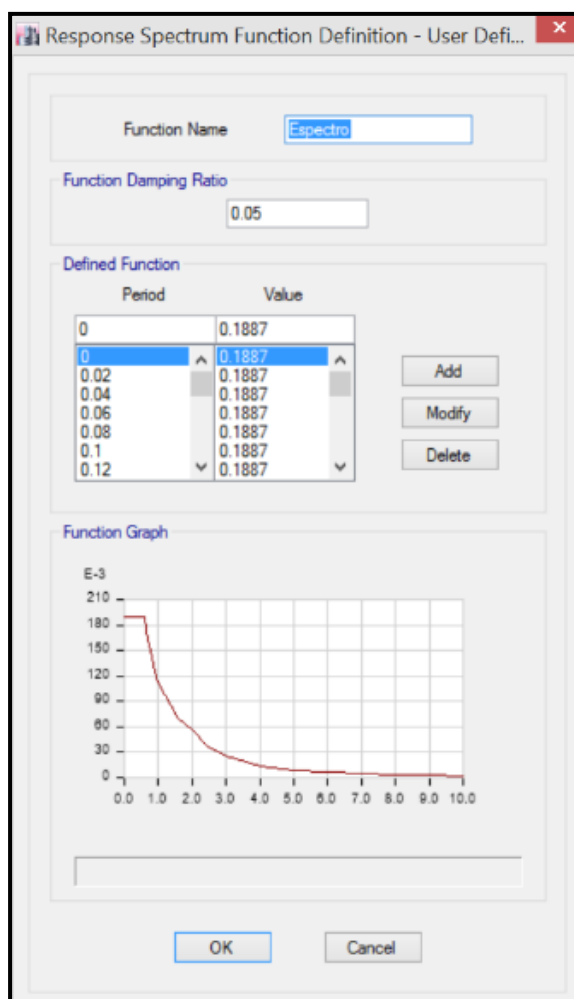 Response Spectrum Function Definition - User Defi...
Function Name Espectro
Function Damping Ratio
0.05
Defined Function
Period Value
0 0.1887
0 0.1887
0.02 0.1887
0.04 0.1887
0.06 0.1887
0.08 0.1887
0.1 0.1887
0.12 0.1887
Add
Modify
Delete
Function Graph
E-3
210
180
150
120
90
60
30
0
0.0 1.0 2.0 3.0 4.0 5.0 6.0 7.0 8.0 9.0 10.0
OK Cancel